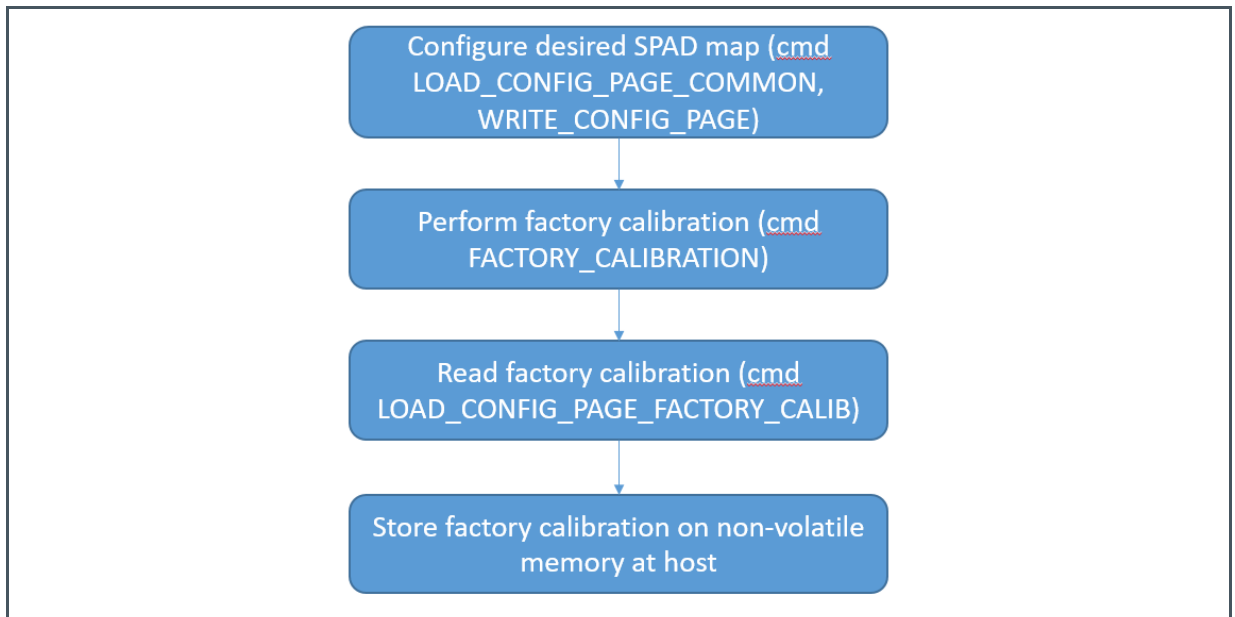 Configure desired SPAD map (cmd
LOAD_CONFIG_PAGE_COMMON,
WRITE_CONFIG_PAGE)
Perform factory calibration (cmd
FACTORY_CALIBRATION)
Read factory calibration (cmd
LOAD_CONFIG_PAGE_FACTORY_CALIB)
Store factory calibration on non-volatile
memory at host